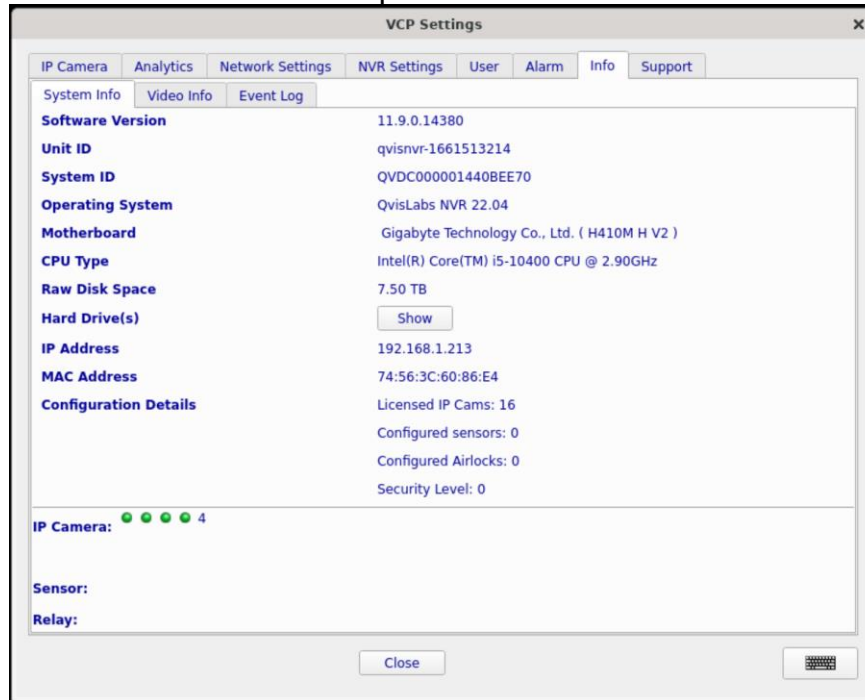 VCP Settings
x
IP Camera Analytics Network Settings NVR Settings User Alarm Info Support
System Info Video Info Event Log
Software Version 11.9.0.14380
Unit ID qvisnvr-1661513214
System ID QVDC000001440BEE70
Operating System QvisLabs NVR 22.04
Motherboard Gigabyte Technology Co., Ltd. ( H410M H V2 )
CPU Type Intel(R) Core(TM) i5-10400 CPU @ 2.90GHz
Raw Disk Space 7.50 TB
Hard Drive(s) Show
IP Address 192.168.1.213
MAC Address 74:56:3C:60:86:E4
Configuration Details Licensed IP Cams: 16
Configured sensors: 0
Configured Airlocks: 0
Security Level: 0
IP Camera: 4
Sensor:
Relay:
Close